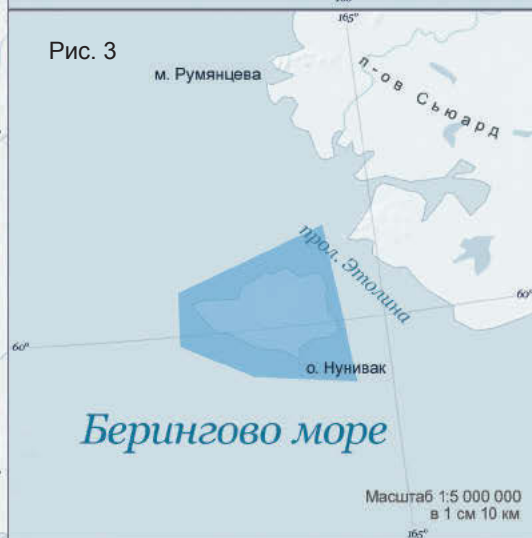 165°
Рис. 3
м. Румянцева
п-ов Сьюард
прол. Этолина
60°
60°
о. Нунивак
Берингово море
Масштаб 1:5 000 000
в 1 см 10 км
165°